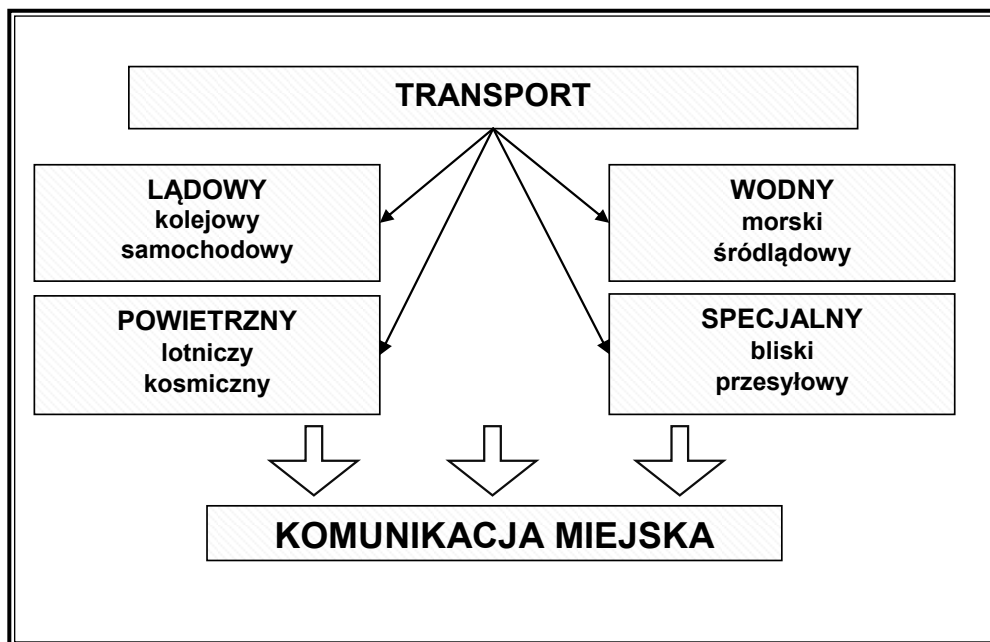 TRANSPORT
LĄDOWY
kolejowy
samochodowy
WODNY
morski
śródlądowy
POWIETRZNY
lotniczy
kosmiczny
SPECJALNY
bliski
przesyłowy
KOMUNIKACJA MIEJSKA